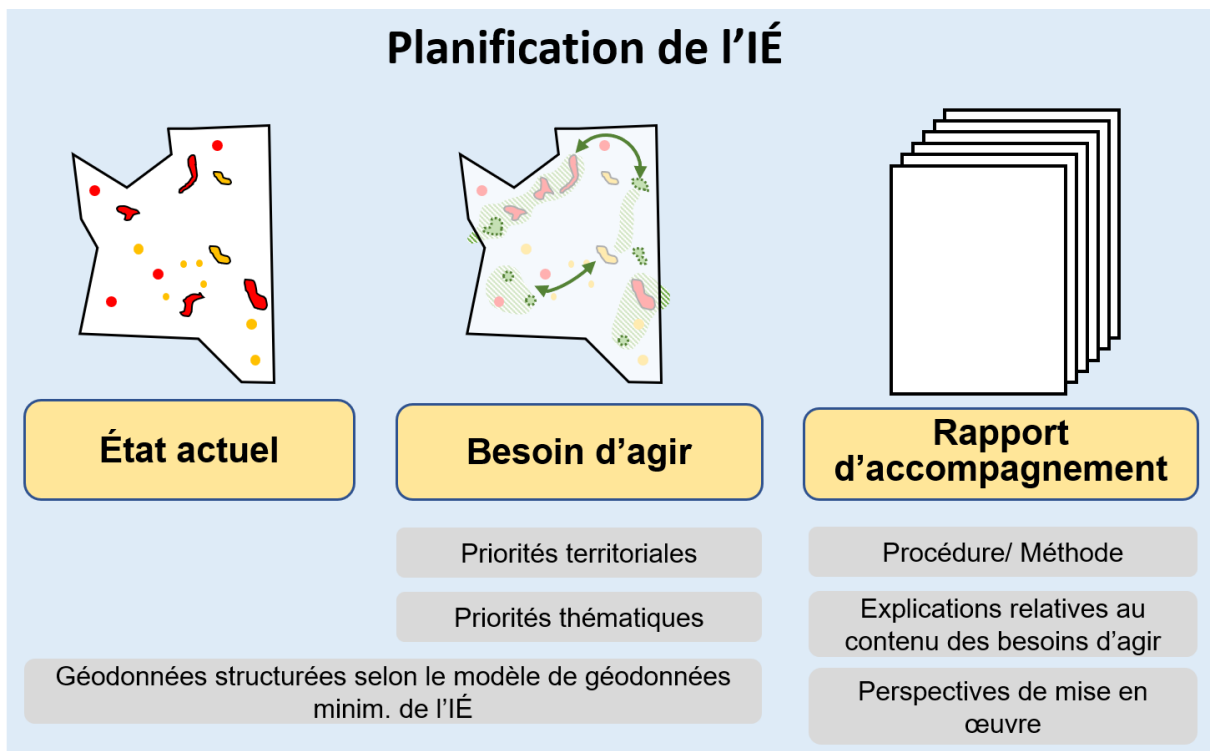 Planification de l'IÉ
État actuel
Besoin d'agir
Rapport
d'accompagnement
Priorités territoriales
Priorités thématiques
Géodonnées structurées selon le modèle de géodonnées
minim. de l'IÉ
Procédure/ Méthode
Explications relatives au
contenu des besoins d'agir
Perspectives de mise en
œuvre